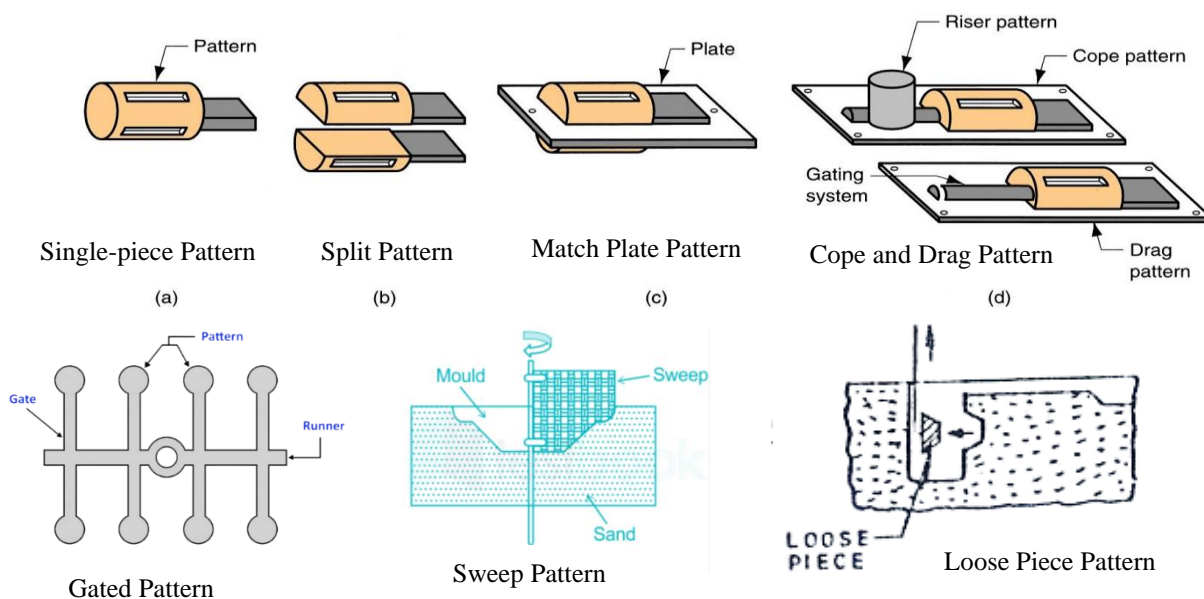 Pattern
Single-piece Pattern
(a)
Split Pattern
(b)
Plate
Match Plate Pattern
(c)
Riser pattern
Cope pattern
Gating
system
Drag
pattern
Cope and Drag Pattern
(d)
Pattern
Gate
Runner
Gated Pattern
Mould
Sweep
Sand
Sweep Pattern
LOOSE
PIECE
Loose Piece Pattern